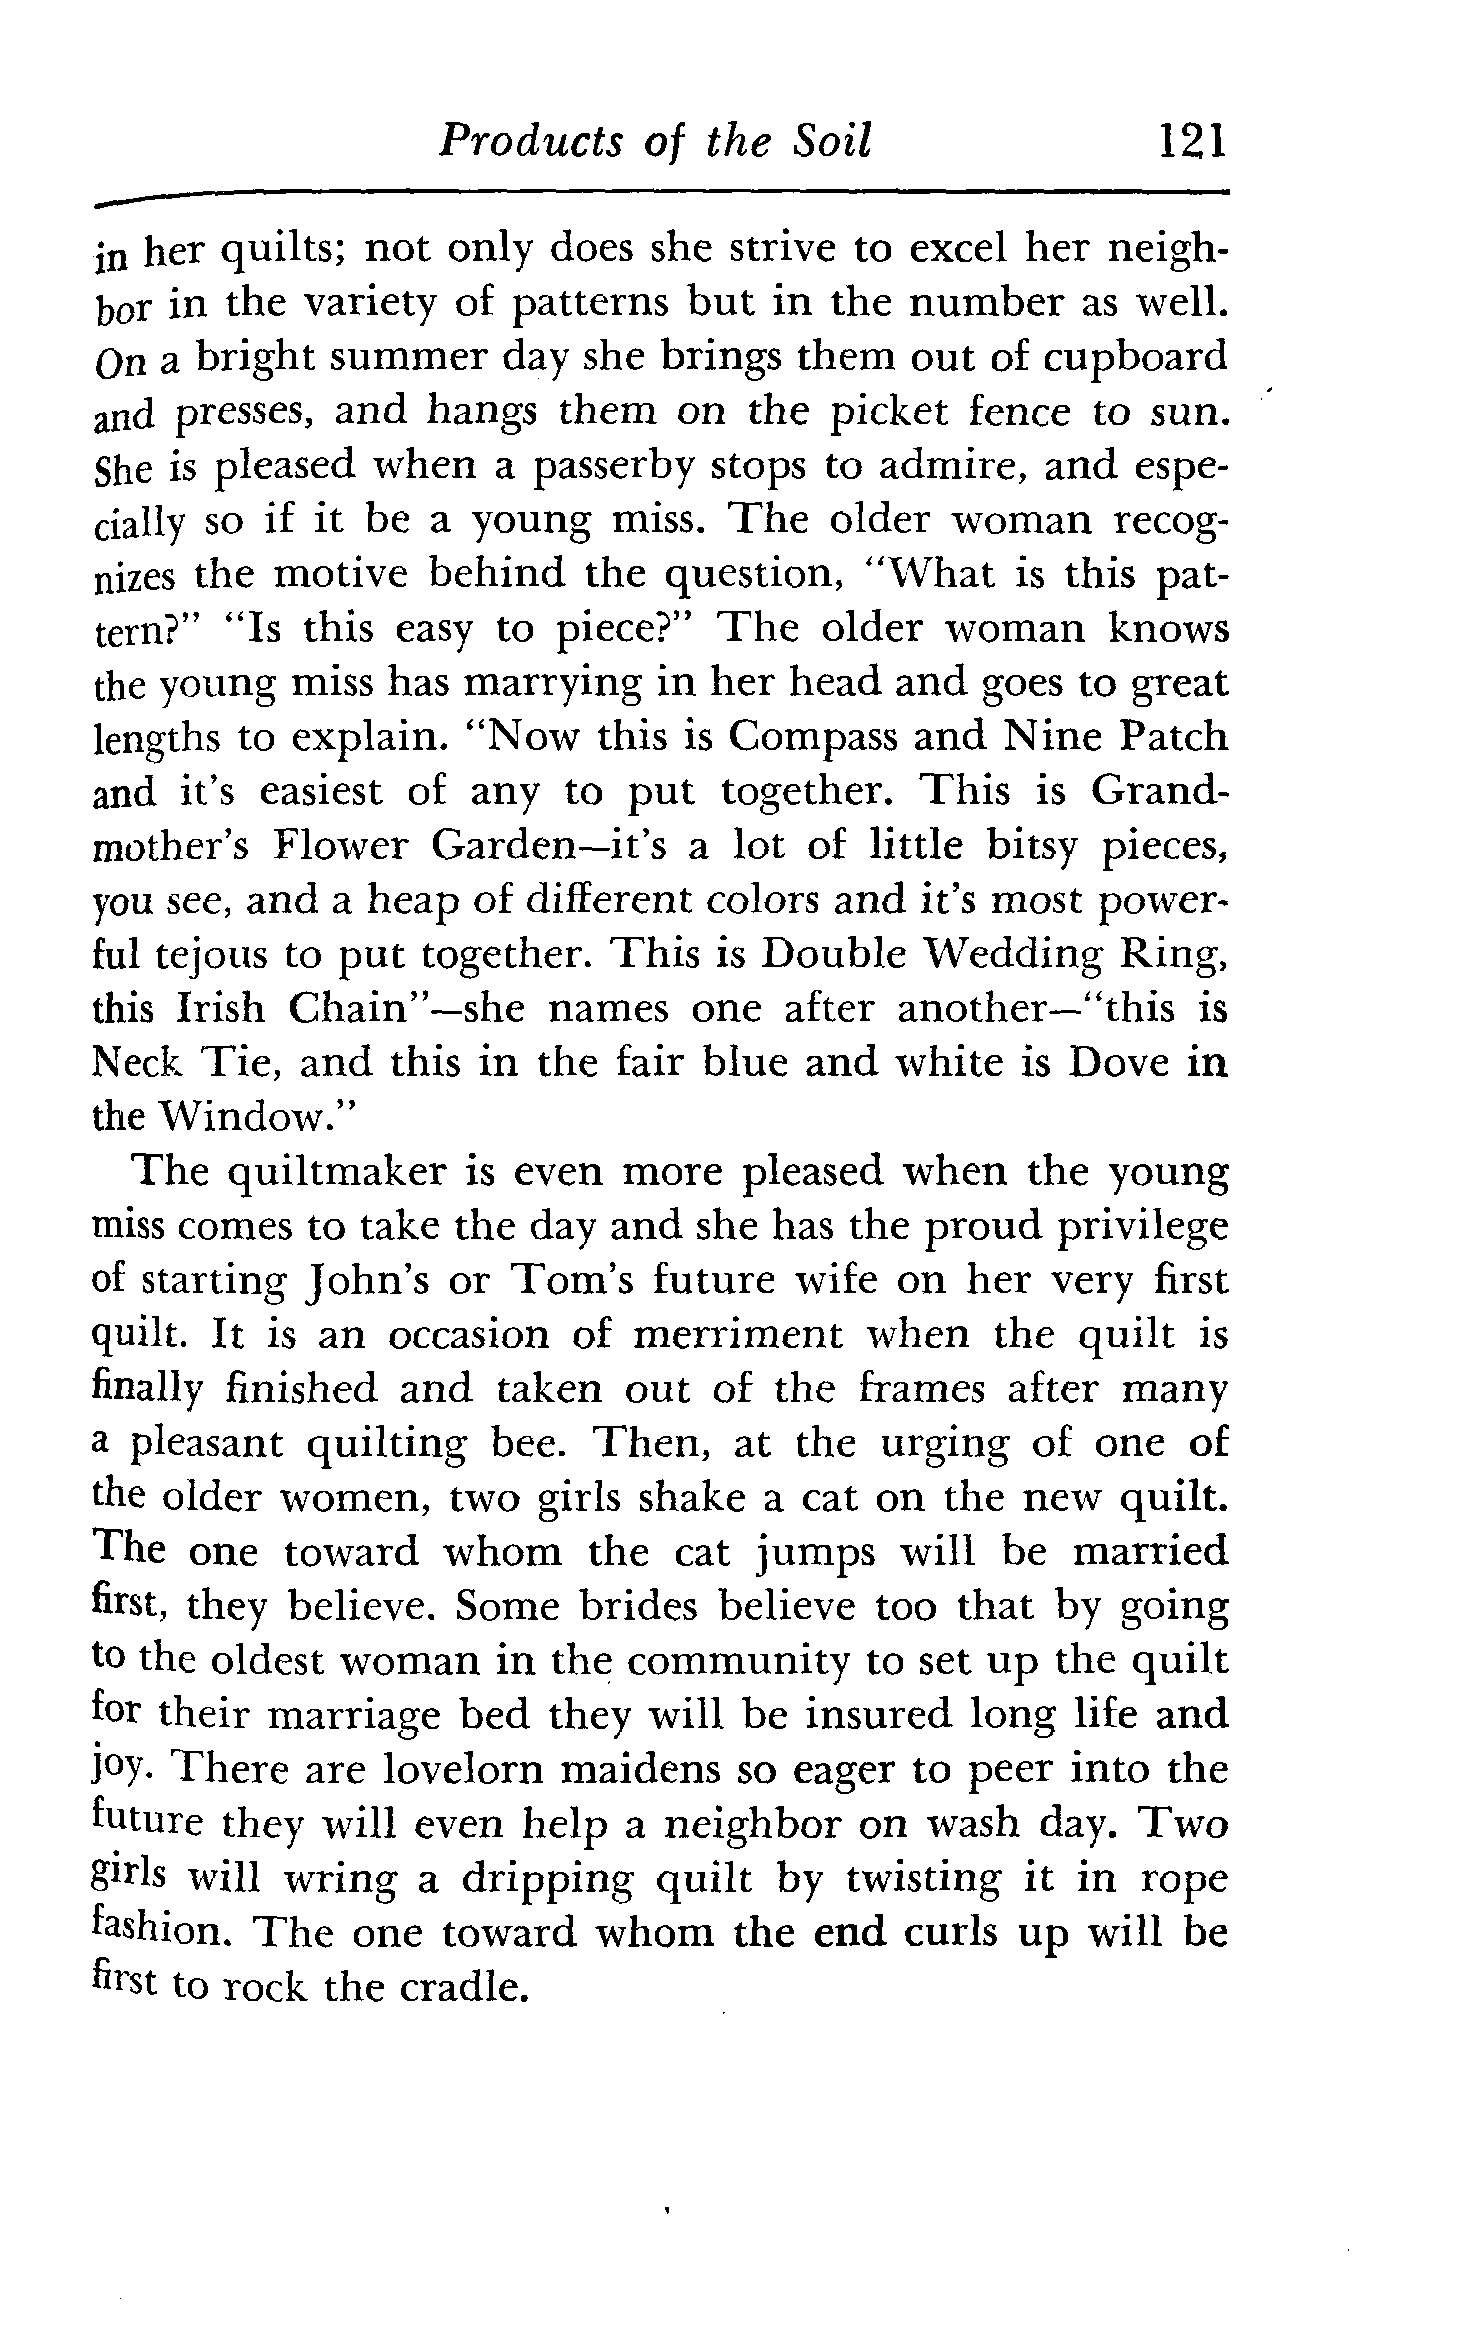 Products of the Soil 121
in her quilts; not only does she strive to excel her neigh-
bor in the variety of patterns but in the number as well.
On a bright summer day she brings them out of cupboard
and presses, and hangs them on the picket fence to sun.
She is pleased when a passerby stops to admire, and espe-
cially so if it be a young miss. The older woman recog-
nizes the motive behind the question, “What is this pat-
tern?” “Is this easy to piece?” The older woman knows
the young miss has marrying in her head and goes to great
lengths to explain. “Now this is Compass and Nine Patch
and it’s easiest of any to put together. This is Grand-
mother’s Flower Garden—it’s a lot of little bitsy pieces,
you see, and a heap of different colors and it’s most power-
ful tejous to put together. This is Double Wedding Ring,
this Irish Chain”—she names one after another—“this is
Neck Tie, and this in the fair blue and white is Dove in
the Window.”
The quiltmaker is even more pleased when the young
miss comes to take the day and she has the proud privilege
of starting John’s or Tom’s future wife on her very first
quilt. It is an occasion of merriment when the quilt is
finally finished and taken out of the frames after many
a pleasant quilting bee. Then, at the urging of one of
the older women, two girls shake a cat on the new quilt.
The one toward whom the cat jumps will be married
first, they believe. Some brides believe too that by going
to the oldest woman in the community to set up the quilt
for their marriage bed they will be insured long life and
joy. There are lovelorn maidens so eager to peer into the
future they will even help a neighbor on wash day. Two
girls will wring a dripping quilt by twisting it in rope
fashion. The one toward whom the end curls up will be
first to rock the cradle.